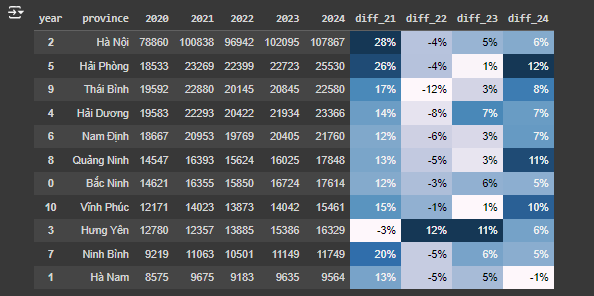 year province 2020 2021 2022 2023 2024 diff_21 diff_22 diff_23 diff_24
2 Hà Nội 78860 100838 96942 102095 107867 28% -4% 5% 6%
5 Hải Phòng 18533 23269 22399 22723 25530 26% -4% 1% 12%
9 Thái Bình 19592 22880 20145 20845 22580 17% -12% 3% 8%
4 Hải Dương 19583 22293 20422 21934 23366 14% -8% 7% 7%
6 Nam Định 18667 20953 19769 20405 21760 12% -6% 3% 7%
8 Quảng Ninh 14547 16393 15624 16025 17848 13% -5% 3% 11%
0 Bắc Ninh 14621 16355 15850 16724 17614 12% -3% 6% 5%
10 Vĩnh Phúc 12171 14023 13873 14042 15461 15% -1% 1% 10%
3 Hưng Yên 12780 12357 13885 15386 16329 -3% 12% 11% 6%
7 Ninh Bình 9219 11063 10501 11149 11749 20% -5% 6% 5%
1 Hà Nam 8575 9675 9183 9635 9564 13% -5% 5% -1%